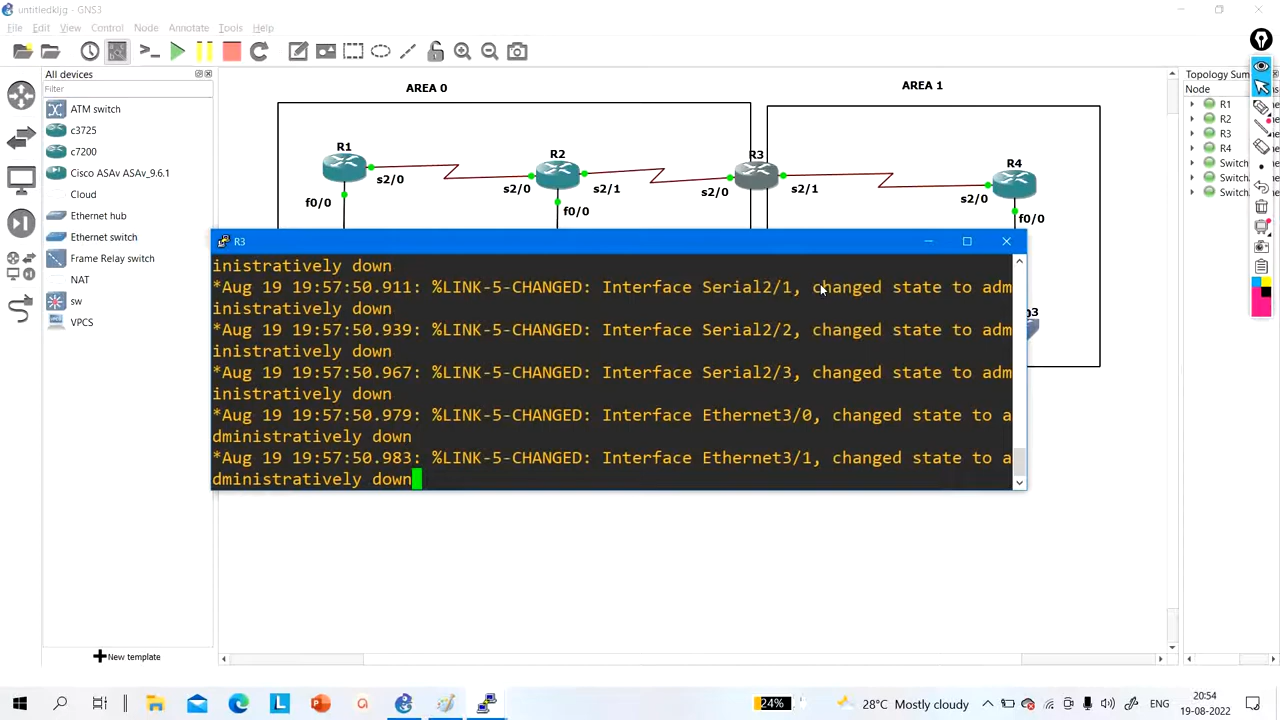 untitledkljg - GNS3
File Edit View Control Node Annotate Tools Help
All devices
Filter
ATM switch
c3725
c7200
Cisco ASAv ASAv_9.6.1
Cloud
Ethernet hub
Ethernet switch
Frame Relay switch
NAT
sw
VPCS
New template
AREA 0
AREA 1
R1
R2
R3
R4
s2/0
s2/0
s2/1
s2/0
s2/1
s2/0
f0/0
f0/0
f0/0
R3
inistratively down
*Aug 19 19:57:50.911: %LINK-5-CHANGED: Interface Serial2/1, changed state to adm
inistratively down
*Aug 19 19:57:50.939: %LINK-5-CHANGED: Interface Serial2/2, changed state to adm
inistratively down
*Aug 19 19:57:50.967: %LINK-5-CHANGED: Interface Serial2/3, changed state to adm
inistratively down
*Aug 19 19:57:50.979: %LINK-5-CHANGED: Interface Ethernet3/0, changed state to a
dministratively down
*Aug 19 19:57:50.983: %LINK-5-CHANGED: Interface Ethernet3/1, changed state to a
dministratively down
Topology Sum
Node
R1
R2
R3
R4
Switch
Switch
Switch
24%
28°C Mostly cloudy
ENG
20:54
19-08-2022